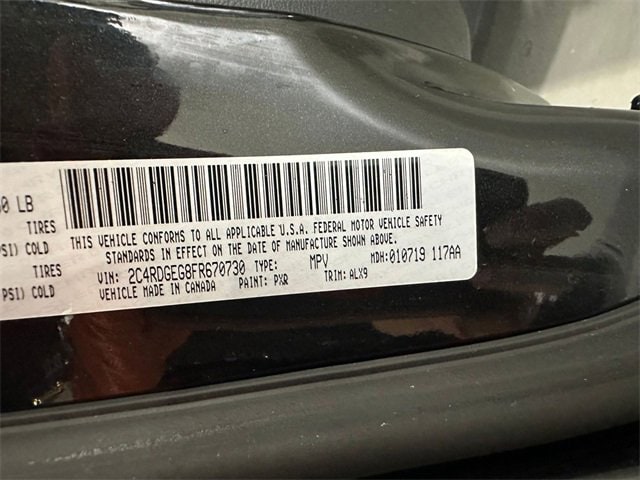 0 LB
TIRES
PSI) COLD
TIRES
PSI) COLD
THIS VEHICLE CONFORMS TO ALL APPLICABLE U.S.A. FEDERAL MOTOR VEHICLE SAFETY
STANDARDS IN EFFECT ON THE DATE OF MANUFACTURE SHOWN ABOVE.
VIN: 2C4RDGEG8FR670730 TYPE: MPV MDH:010719 117AA
VEHICLE MADE IN CANADA PAINT: PXR TRIM: ALX9